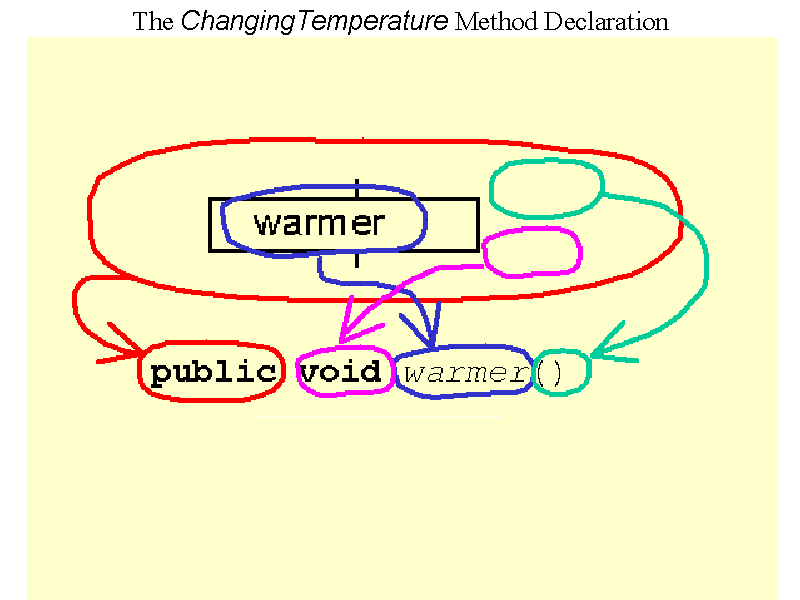 The ChangingTemperature Method Declaration
warmer
public void warmer()